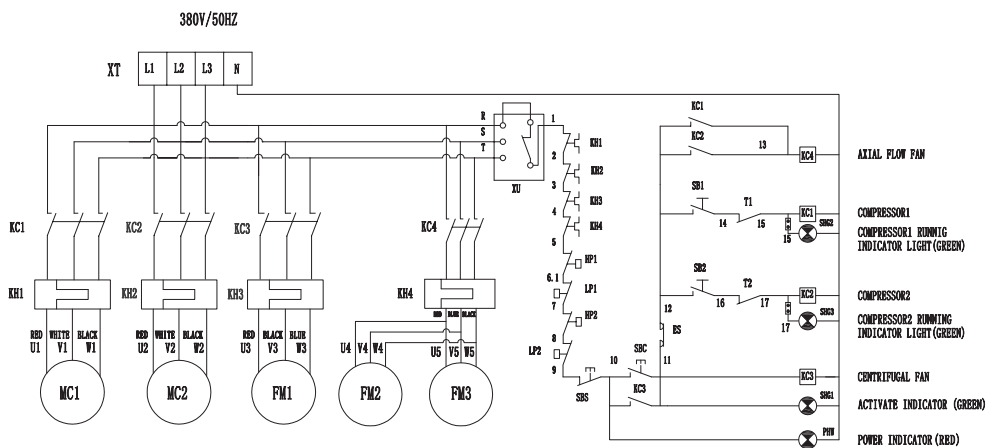 380V/50HZ
XT L1 L2 L3 N
R
S
T
XU
1
KH1
2
KH2
3
KH3
4
KH4
5
HP1
6.1
LP1
7
HP2
8
LP2
9
SBS
10
SBC
KC3
11
ES
12
KC1
KC2
13
KC4 AXIAL FLOW FAN
SB1
14
T1
15
KC1 COMPRESSOR1
15
SHG2 COMPRESSOR1 RUNNIG
INDICATOR LIGHT(GREEN)
SB2
16
T2
17
KC2 COMPRESSOR2
17
SHG3 COMPRESSOR2 RUMMING
INDICATOR LIGHT(GREEN)
KC3 CENTRIFUGAL FAN
SHG1 ACTIVATE INDICATOR (GREEN)
PHW POWER INDICATOR (RED)
KC1 KC2 KC3 KC4
KH1 KH2 KH3 KH4
RED WHITE BLACK RED WHITE BLACK RED BLACK BLUE RED BLUE BLACK
U1 V1 W1 U2 V2 W2 U3 V3 W3 U4 V4 W4 U5 V5 W5
MC1 MC2 FM1 FM2 FM3